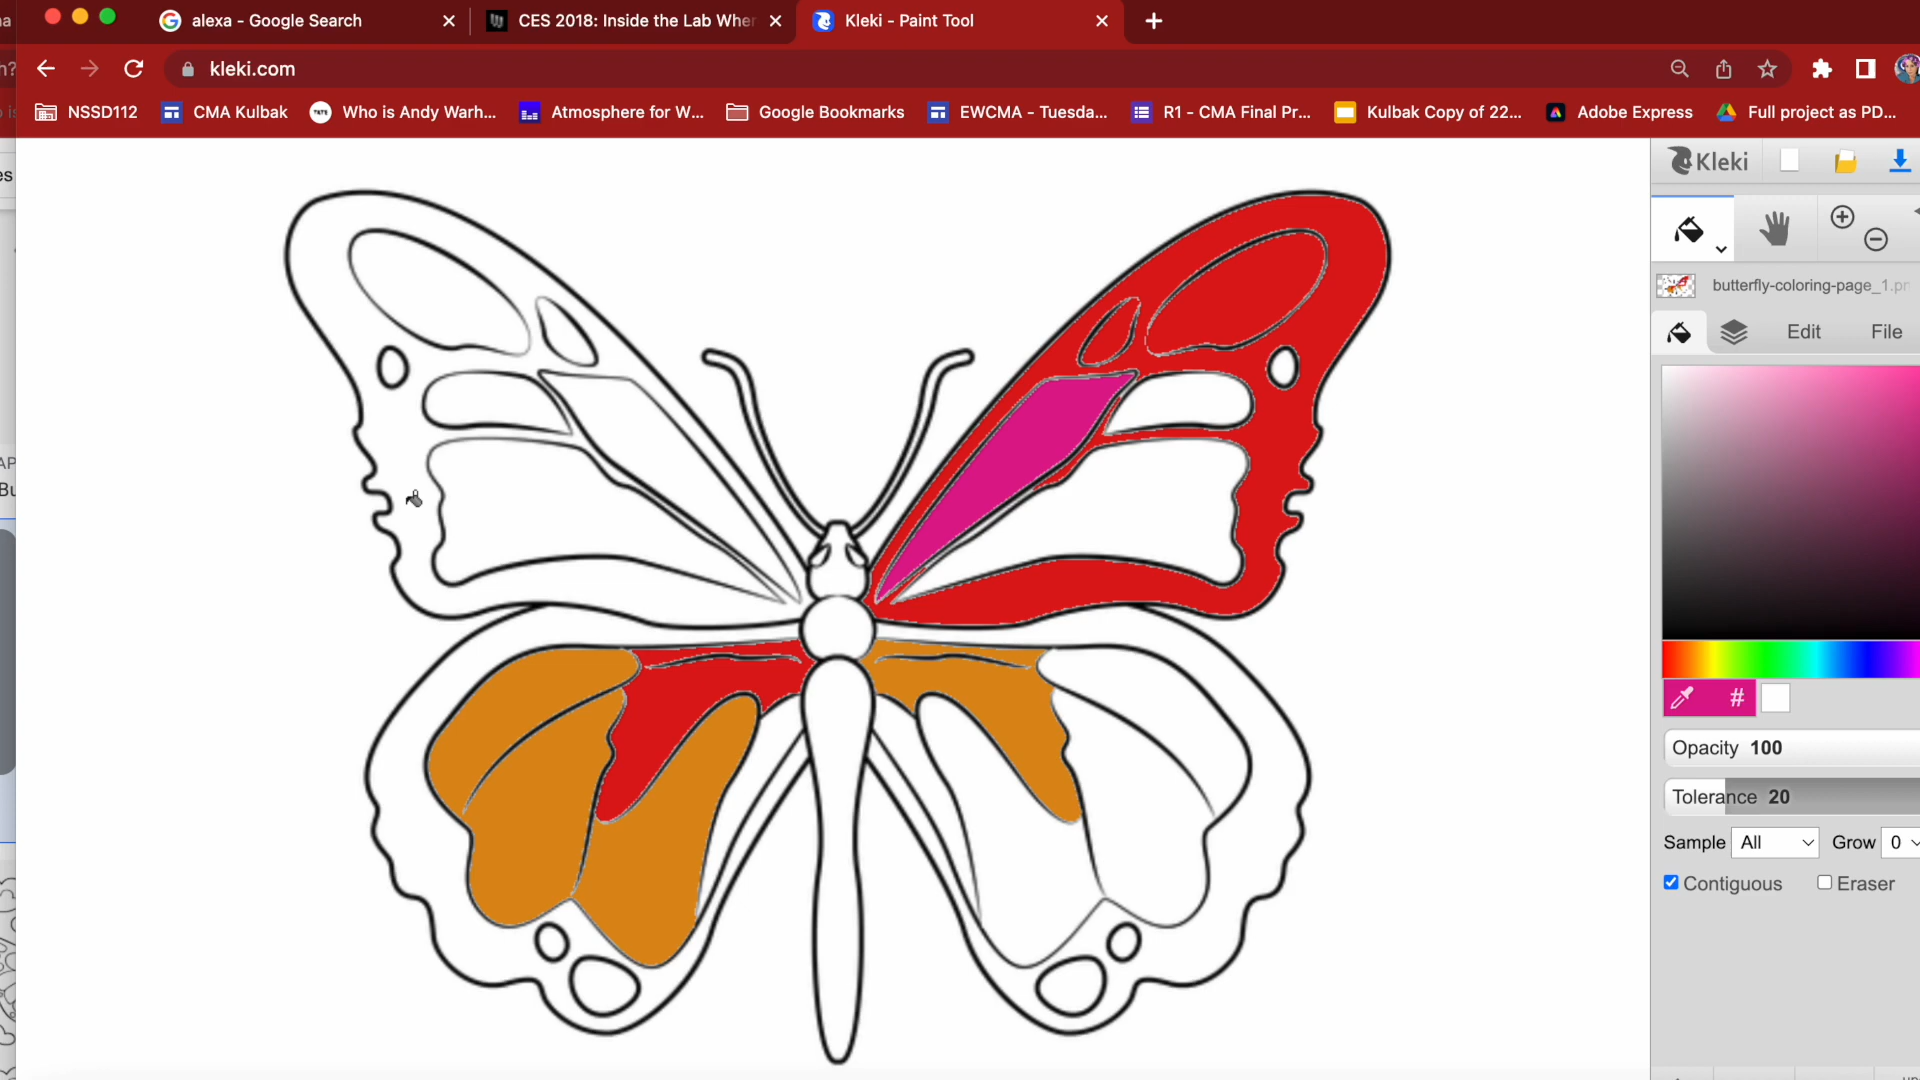 alexa - Google Search
CES 2018: Inside the Lab Wher
Kleki - Paint Tool
kleki.com
NSSD112
CMA Kulbak
Who is Andy Warh...
Atmosphere for W...
Google Bookmarks
EWCMA - Tuesda...
R1 - CMA Final Pr...
Kulbak Copy of 22...
Adobe Express
Full project as PD...
Kleki
butterfly-coloring-page_1.pn
Edit File
#
Opacity 100
Tolerance 20
Sample All Grow 0
Contiguous Eraser